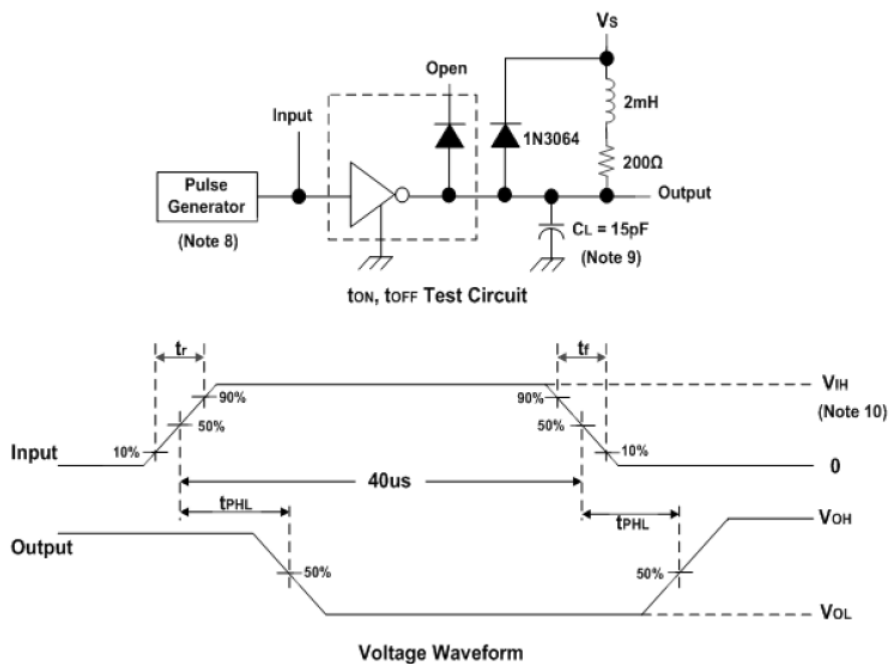 Vs
Open
2mH
Input
1N3064
200Ω
Pulse
Generator
Output
(Note 8)
CL = 15pF
(Note 9)
tON, tOFF Test Circuit
tr
tf
90%
90%
VIH
(Note 10)
50%
50%
Input
10%
10%
0
40us
tPHL
tPHL
VOH
Output
50%
50%
VOL
Voltage Waveform